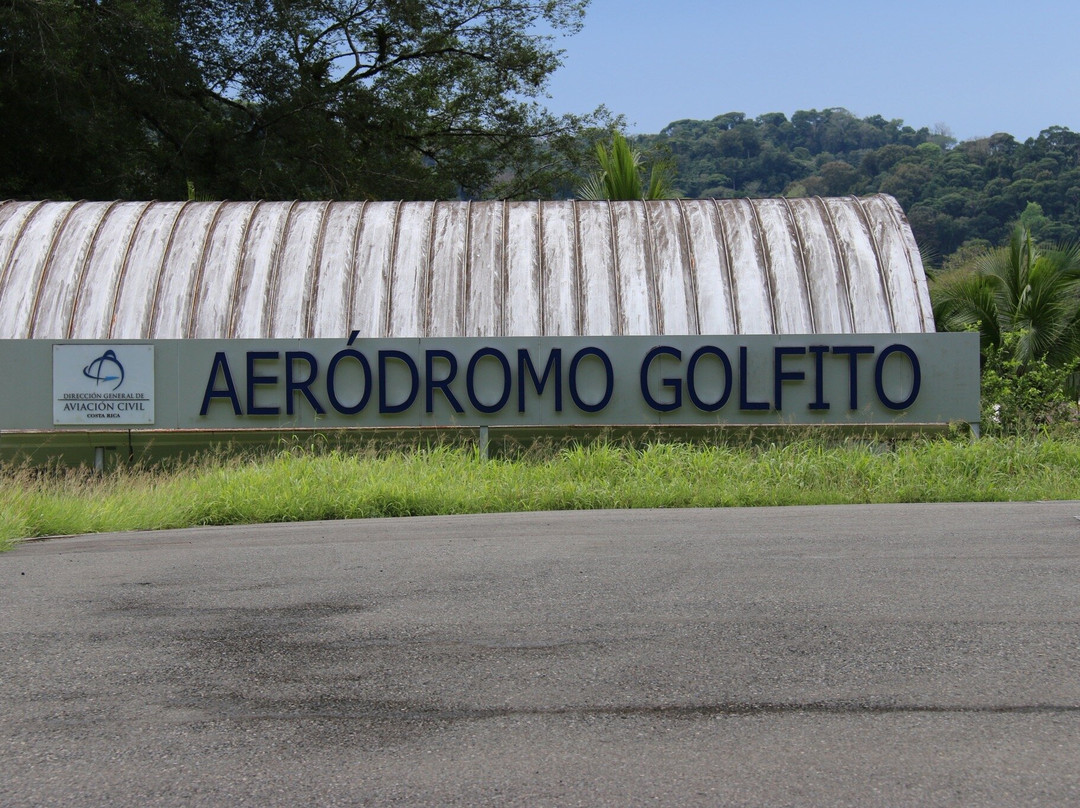 DIRECCIÓN GENERAL DE
AVIACIÓN CIVIL
COSTA RICA
AERÓDROMO GOLFITO